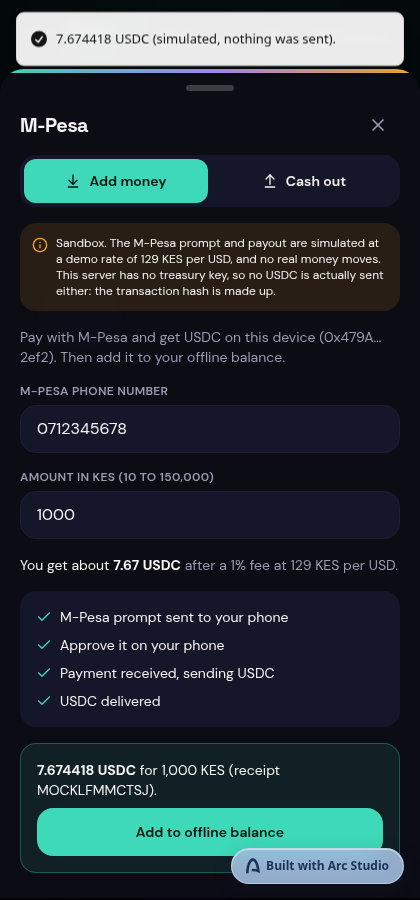 7.674418 USDC (simulated, nothing was sent).
M-Pesa
Add money
Cash out
Sandbox. The M-Pesa prompt and payout are simulated at
a demo rate of 129 KES per USD, and no real money moves.
This server has no treasury key, so no USDC is actually sent
either: the transaction hash is made up.
Pay with M-Pesa and get USDC on this device (0x479A…
2ef2). Then add it to your offline balance.
M-PESA PHONE NUMBER
0712345678
AMOUNT IN KES (10 TO 150,000)
1000
You get about 7.67 USDC after a 1% fee at 129 KES per USD.
M-Pesa prompt sent to your phone
Approve it on your phone
Payment received, sending USDC
USDC delivered
7.674418 USDC for 1,000 KES (receipt
MOCKLFMMCTSJ).
Add to offline balance
Built with Arc Studio